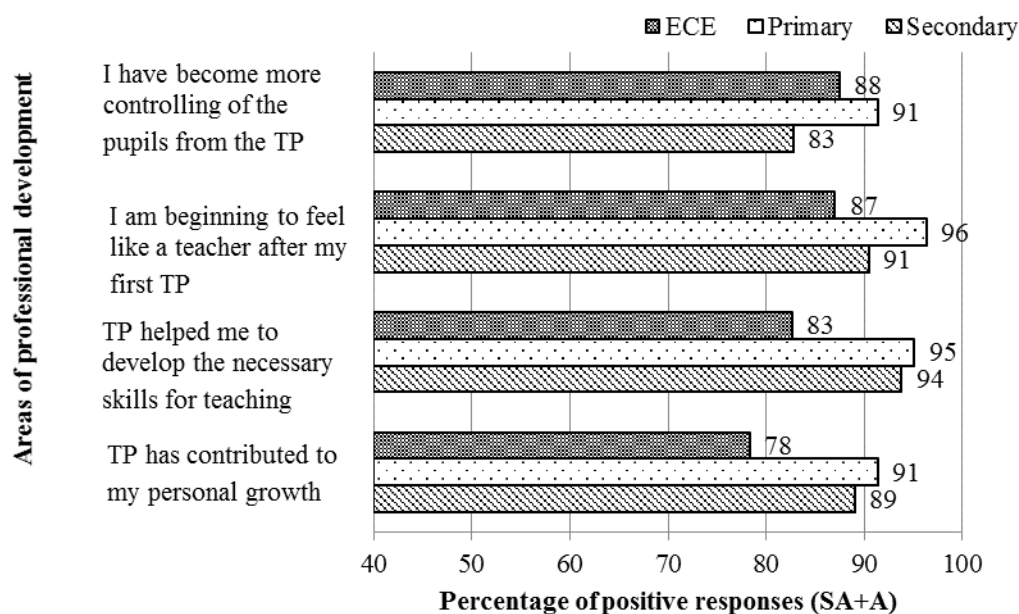 ECE Primary Secondary
Areas of professional development
I have become more
controlling of the
pupils from the TP
88
91
83
I am beginning to feel
like a teacher after my
first TP
87
96
91
TP helped me to
develop the necessary
skills for teaching
83
95
94
TP has contributed to
my personal growth
78
91
89
40 50 60 70 80 90 100
Percentage of positive responses (SA+A)